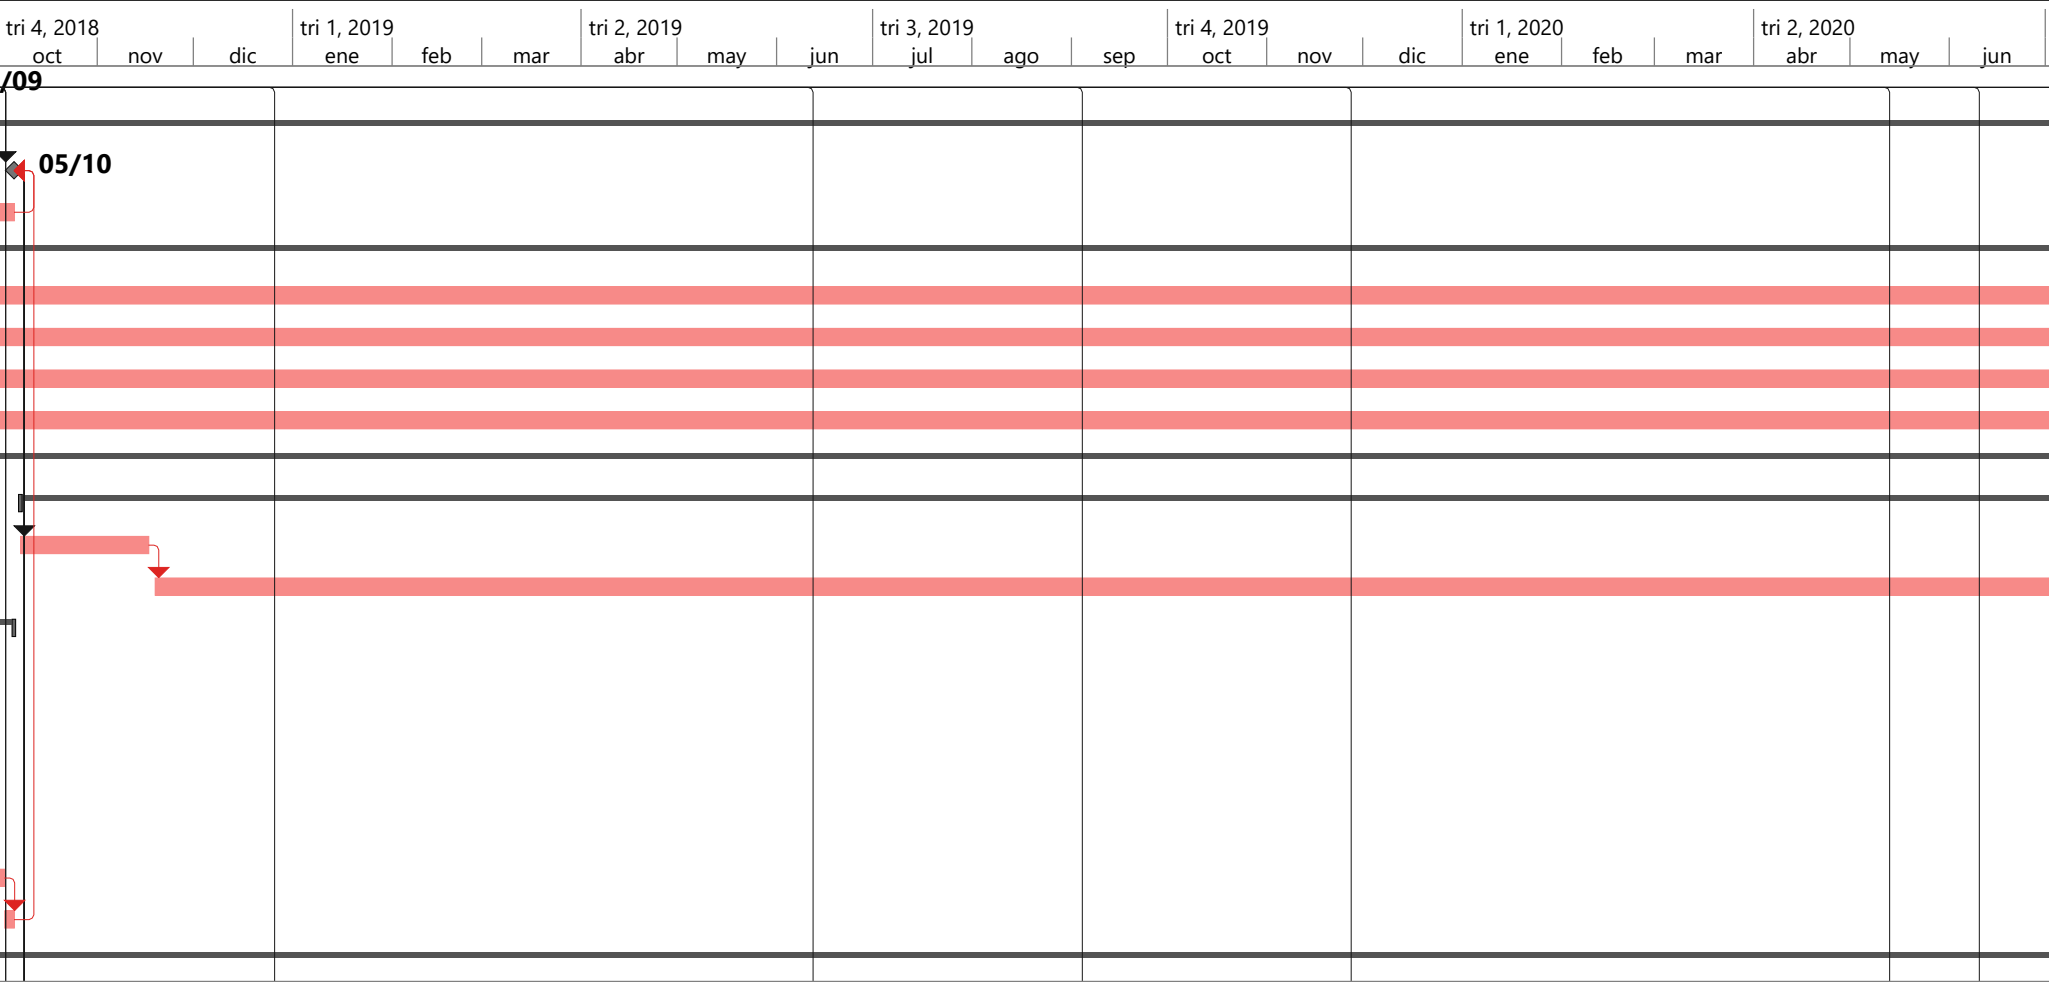 tri 4, 2018 tri 1, 2019 tri 2, 2019 tri 3, 2019 tri 4, 2019 tri 1, 2020 tri 2, 2020
oct nov dic ene feb mar abr may jun jul ago sep oct nov dic ene feb mar abr may jun
/09
05/10